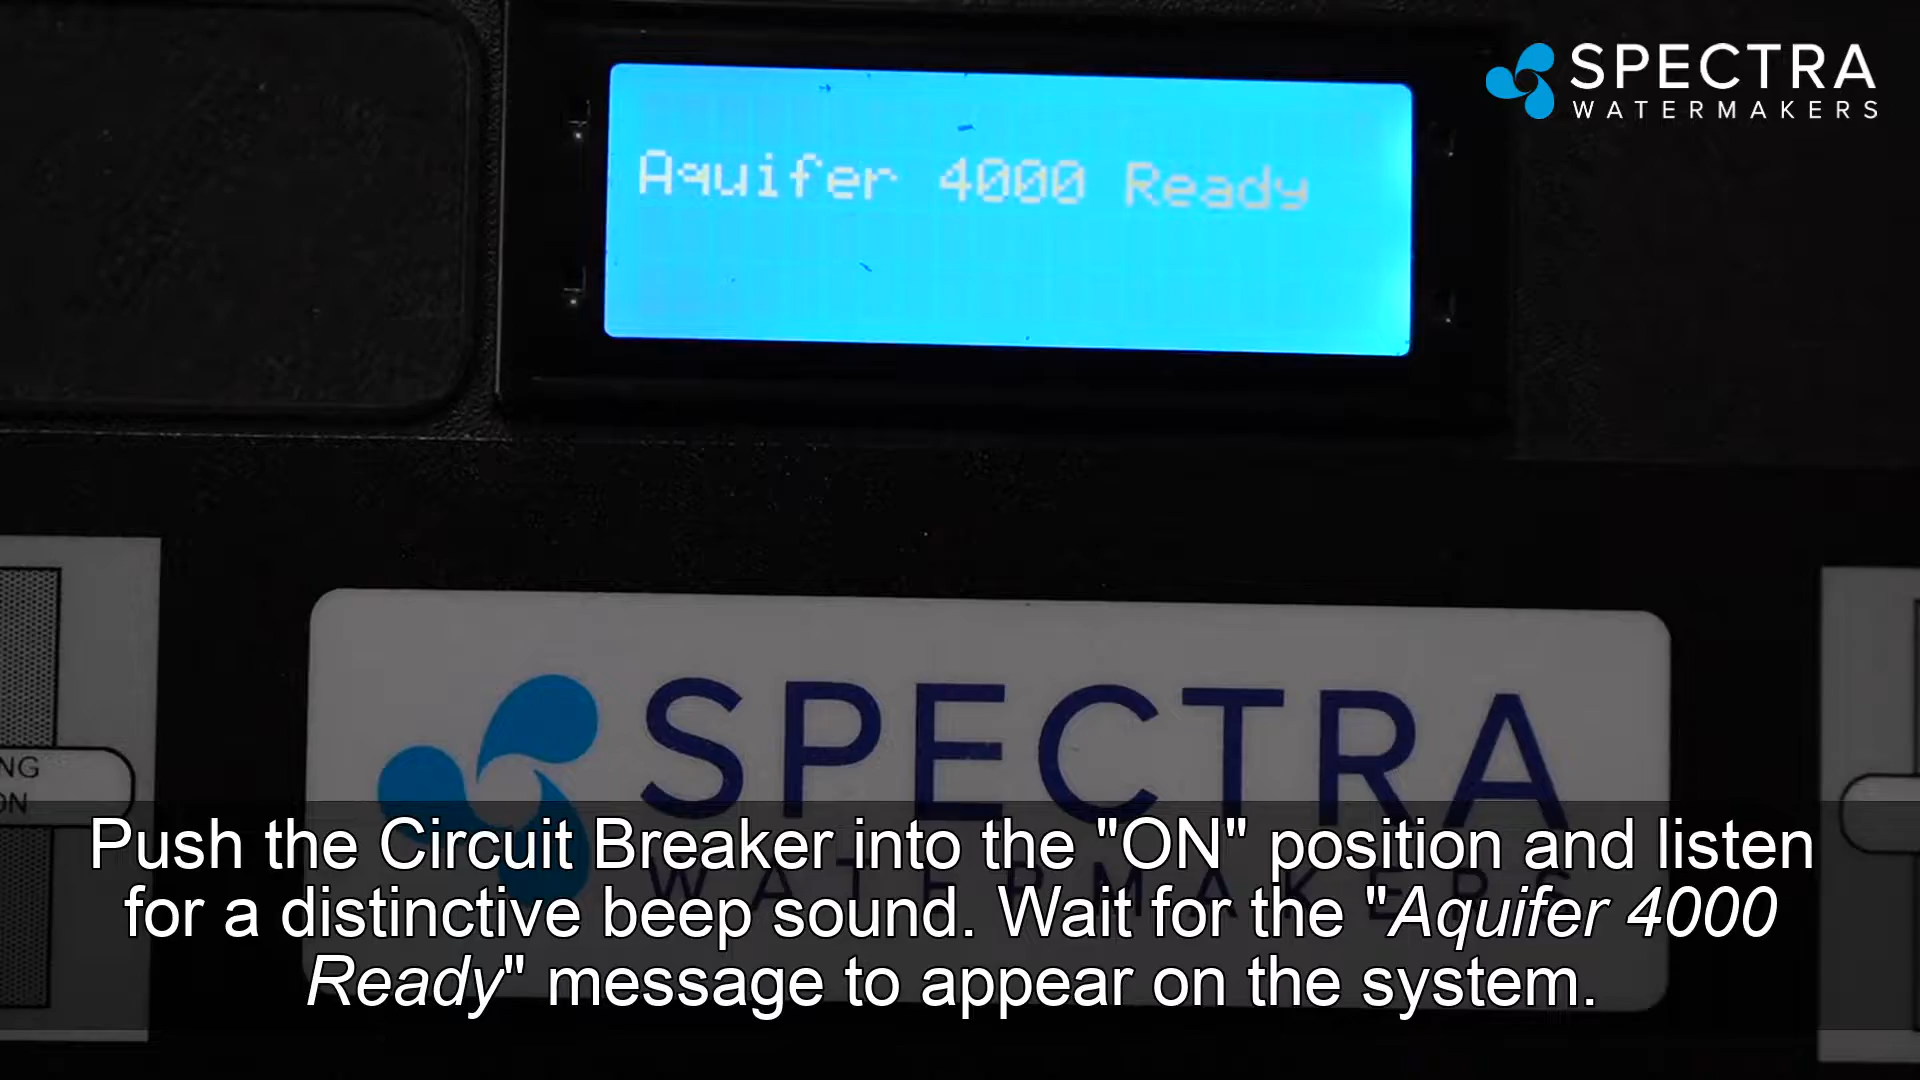 SPECTRA
WATERMAKERS
Aquifer 4000 Ready
NG
ON
SPECTRA
WATERMAKERS
Push the Circuit Breaker into the "ON" position and listen
for a distinctive beep sound. Wait for the "Aquifer 4000
Ready" message to appear on the system.